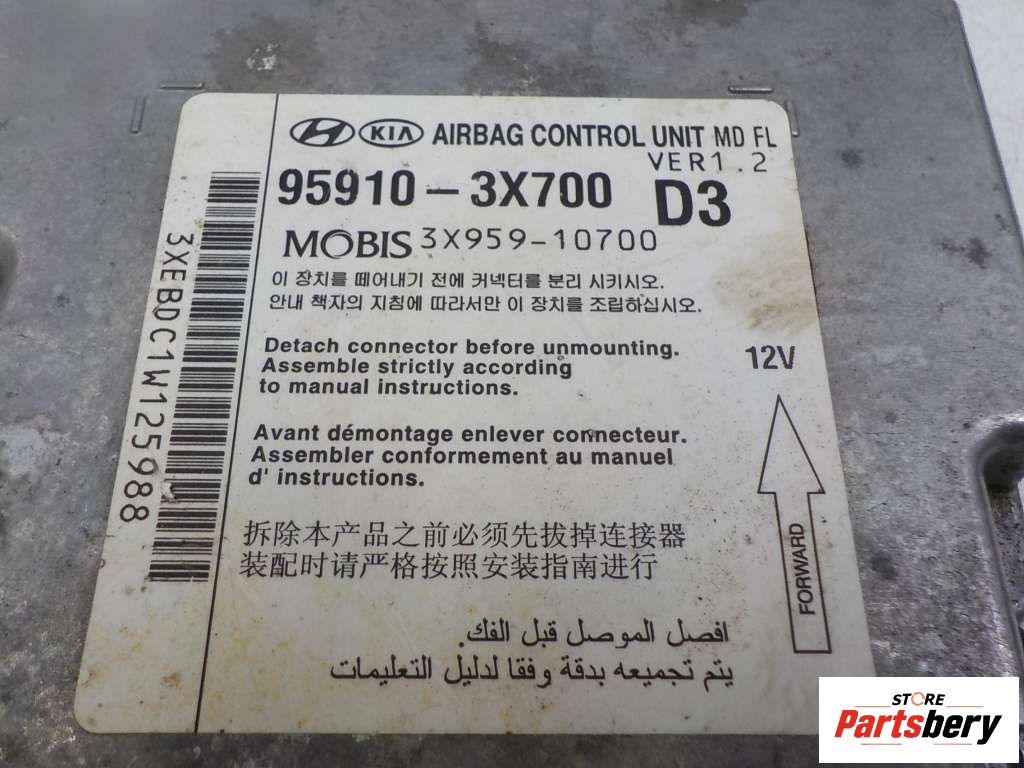 KIA AIRBAG CONTROL UNIT MD FL
VER1.2
95910-3X700 D3
MOBIS 3X959-10700
이 장치를 떼어내기 전에 커넥터를 분리 시키시오.
안내 책자의 지침에 따라서만 이 장치를 조립하십시오.
Detach connector before unmounting.
Assemble strictly according
to manual instructions.
12V
Avant démontage enlever connecteur.
Assembler conformement au manuel
d' instructions.
拆除本产品之前必须先拔掉连接器
装配时请严格按照安装指南进行
افصل الموصل قبل الفك.
يتم تجميعه بدقة وفقا لدليل التعليمات
FORWARD
3XEBDC1W125988
STORE
Partsbery